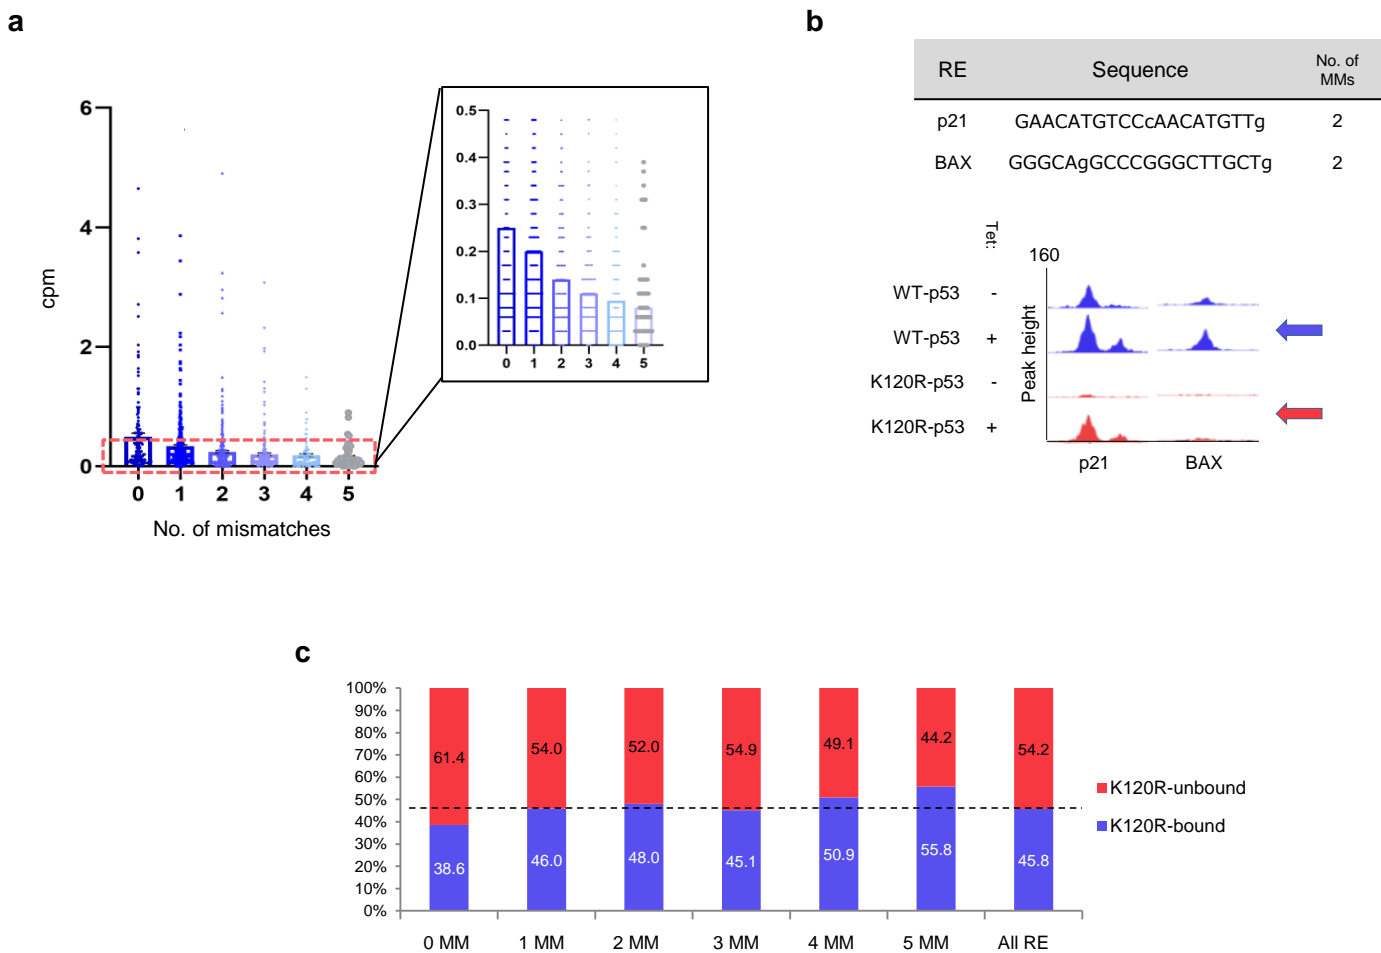 a
6
4
2
0
cpm
0 1 2 3 4 5
No. of mismatches
0.5
0.4
0.3
0.2
0.1
0.0
0 1 2 3 4 5
b
RE Sequence No. of MMs
p21 GAACATGTCCcAACATGTTg 2
BAX GGGCAgGCCCGGGCTTGCTg 2
Tet:
160
Peak height
WT-p53 -
WT-p53 +
K120R-p53 -
K120R-p53 +
p21 BAX
c
100%
90%
80%
70%
60%
50%
40%
30%
20%
10%
0%
61.4 54.0 52.0 54.9 49.1 44.2 54.2
38.6 46.0 48.0 45.1 50.9 55.8 45.8
0 MM 1 MM 2 MM 3 MM 4 MM 5 MM All RE
K120R-unbound
K120R-bound